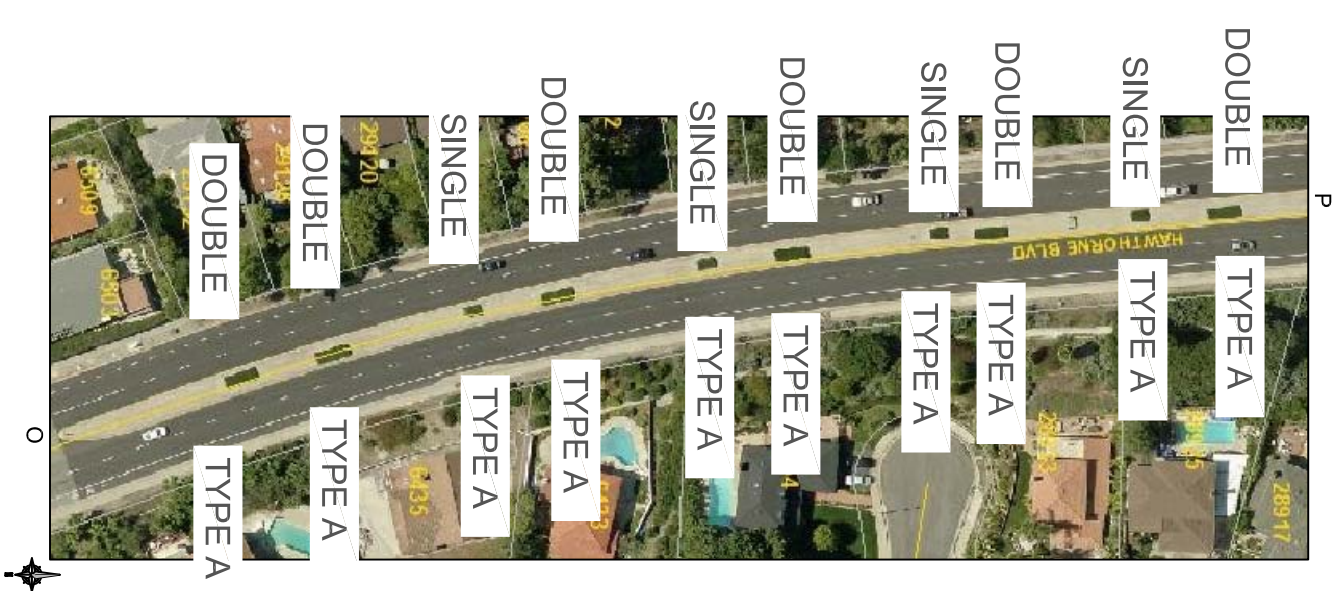 DOUBLE
DOUBLE
SINGLE
DOUBLE
SINGLE
DOUBLE
SINGLE
DOUBLE
SINGLE
DOUBLE
29120
6509
P
HAWTHORNE BLVD
O
TYPE A
TYPE A
TYPE A
TYPE A
TYPE A
TYPE A
TYPE A
TYPE A
TYPE A
TYPE A
6435
28917